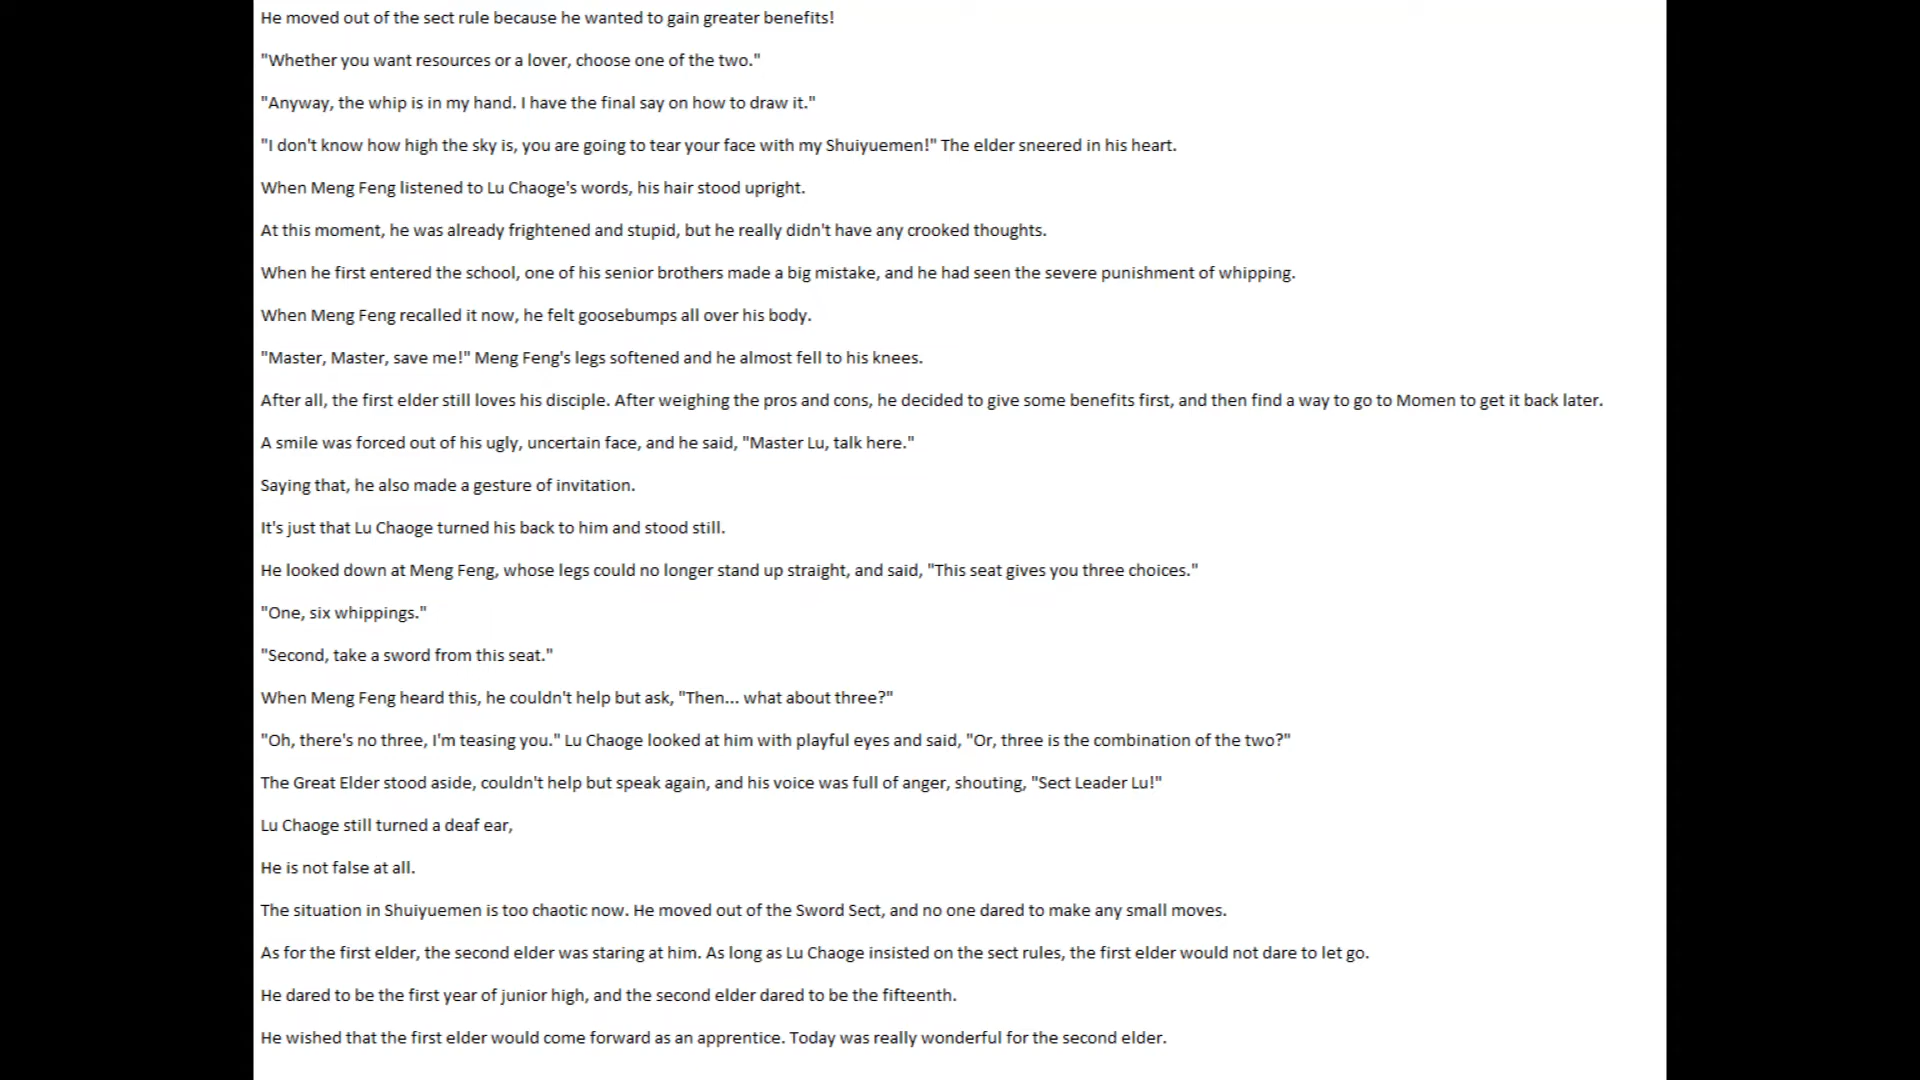 He moved out of the sect rule because he wanted to gain greater benefits!
"Whether you want resources or a lover, choose one of the two."
"Anyway, the whip is in my hand. I have the final say on how to draw it."
"I don't know how high the sky is, you are going to tear your face with my Shuiyuemen!" The elder sneered in his heart.
When Meng Feng listened to Lu Chaoge's words, his hair stood upright.
At this moment, he was already frightened and stupid, but he really didn't have any crooked thoughts.
When he first entered the school, one of his senior brothers made a big mistake, and he had seen the severe punishment of whipping.
When Meng Feng recalled it now, he felt goosebumps all over his body.
"Master, Master, save me!" Meng Feng's legs softened and he almost fell to his knees.
After all, the first elder still loves his disciple. After weighing the pros and cons, he decided to give some benefits first, and then find a way to go to Momen to get it back later.
A smile was forced out of his ugly, uncertain face, and he said, "Master Lu, talk here."
Saying that, he also made a gesture of invitation.
It's just that Lu Chaoge turned his back to him and stood still.
He looked down at Meng Feng, whose legs could no longer stand up straight, and said, "This seat gives you three choices."
"One, six whippings."
"Second, take a sword from this seat."
When Meng Feng heard this, he couldn't help but ask, "Then... what about three?"
"Oh, there's no three, I'm teasing you." Lu Chaoge looked at him with playful eyes and said, "Or, three is the combination of the two?"
The Great Elder stood aside, couldn't help but speak again, and his voice was full of anger, shouting, "Sect Leader Lu!"
Lu Chaoge still turned a deaf ear,
He is not false at all.
The situation in Shuiyuemen is too chaotic now. He moved out of the Sword Sect, and no one dared to make any small moves.
As for the first elder, the second elder was staring at him. As long as Lu Chaoge insisted on the sect rules, the first elder would not dare to let go.
He dared to be the first year of junior high, and the second elder dared to be the fifteenth.
He wished that the first elder would come forward as an apprentice. Today was really wonderful for the second elder.